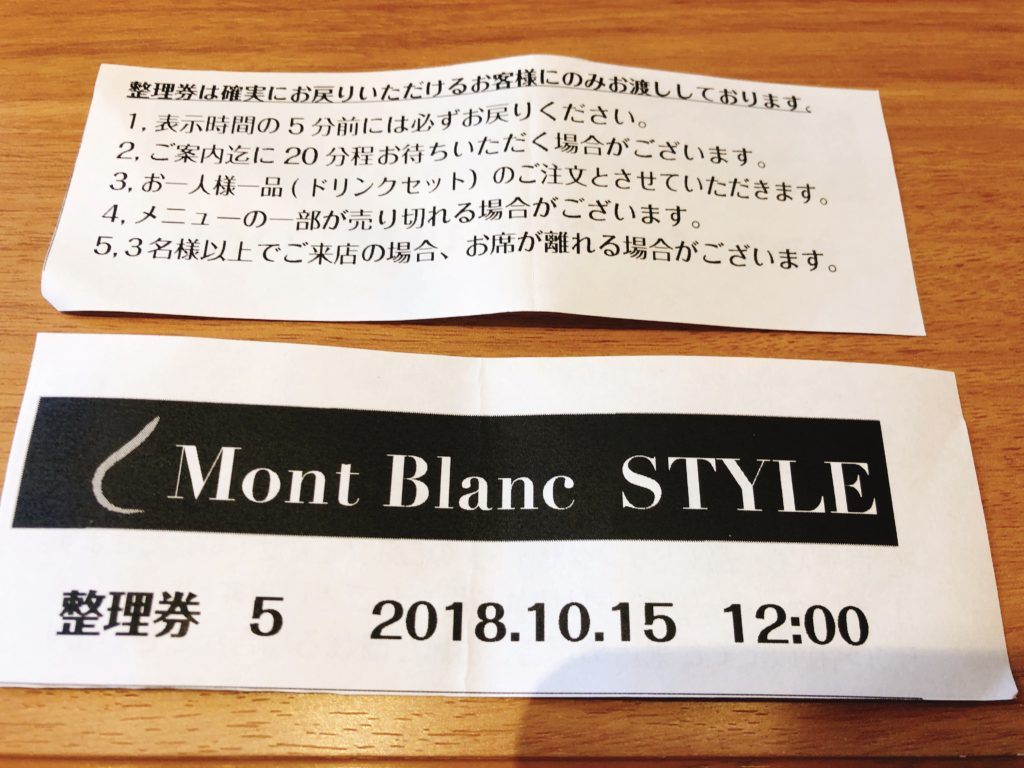 整理券は確実にお戻りいただけるお客様にのみお渡ししております。
1, 表示時間の5分前には必ずお戻りください。
2, ご案内迄に20分程お待ちいただく場合がございます。
3, お一人様一品(ドリンクセット)のご注文とさせていただきます。
4, メニューの一部が売り切れる場合がございます。
5, 3名様以上でご来店の場合、お席が離れる場合がございます。
Mont Blanc STYLE
整理券 5 2018.10.15 12:00